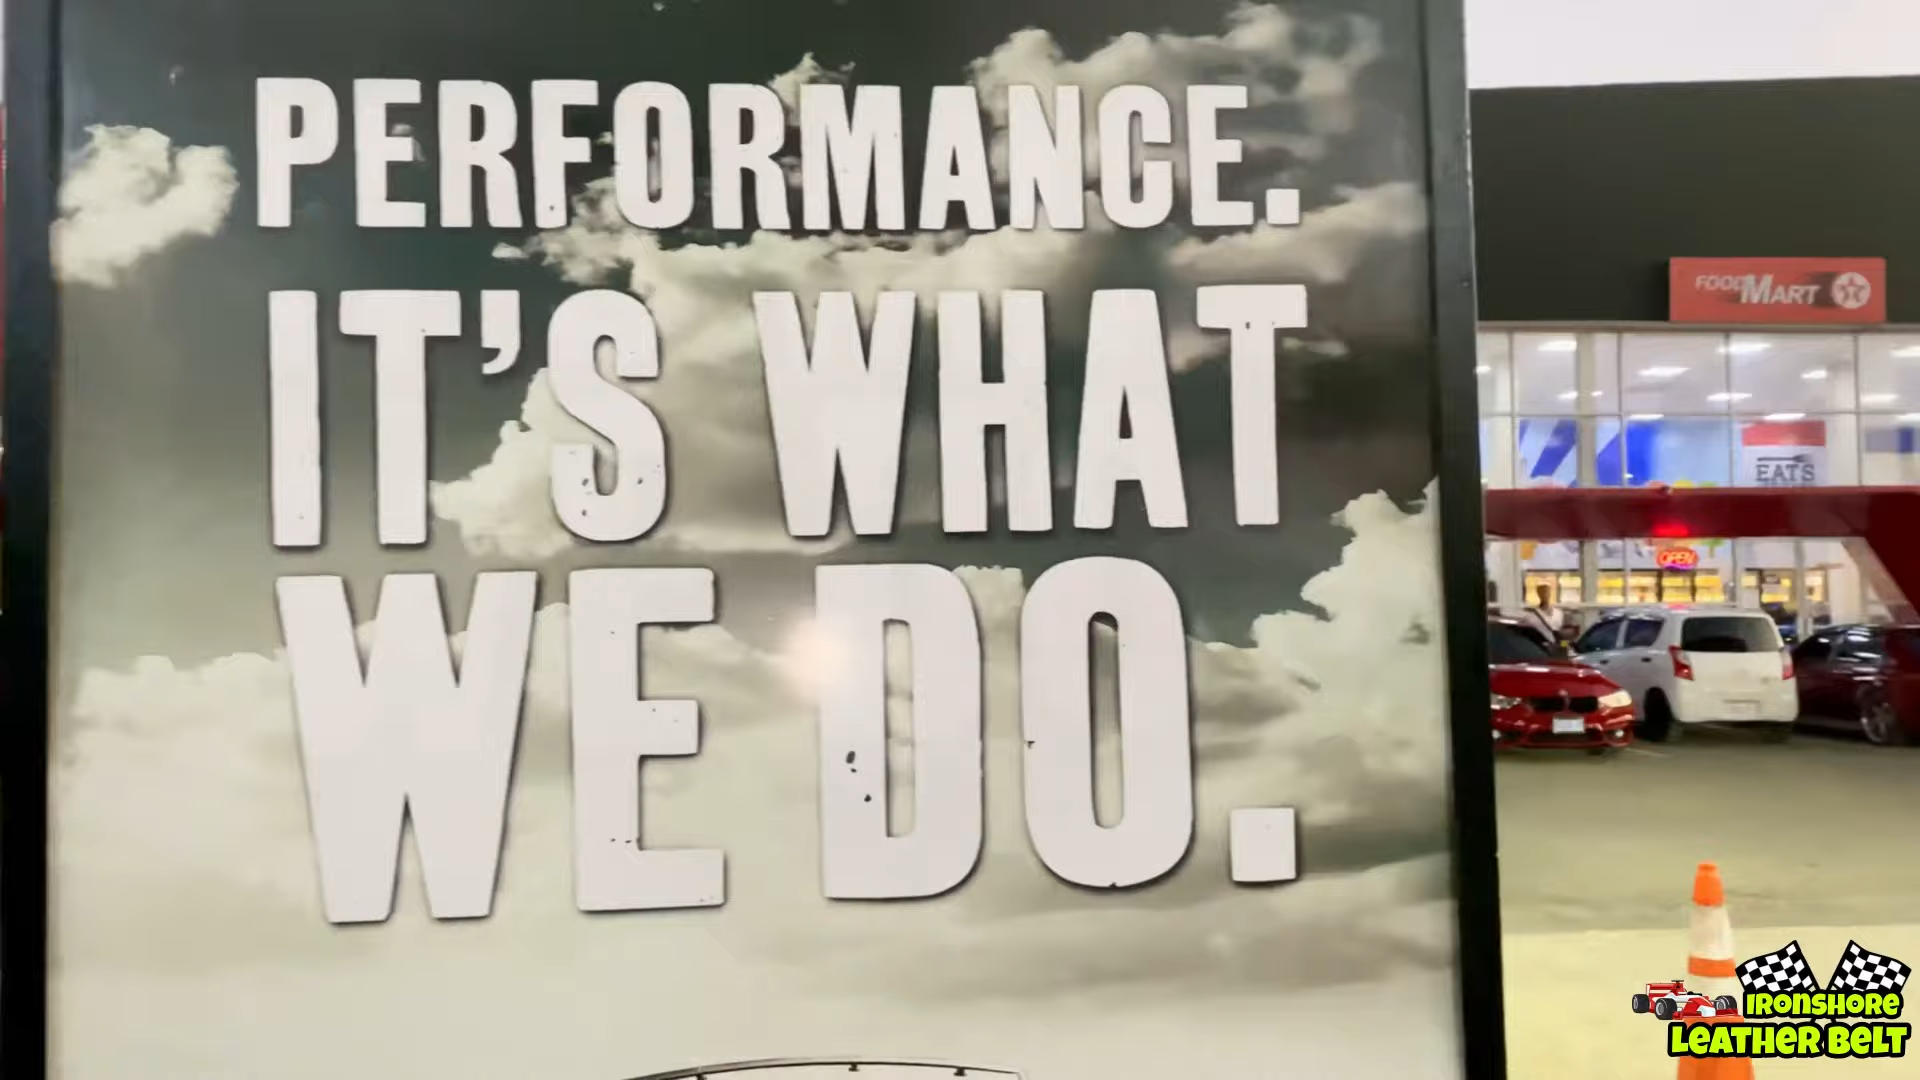 PERFORMANCE.
IT'S WHAT
WE DO.
FOOD MART
EATS
OPEN
IRONSHORE
LEATHER BELT